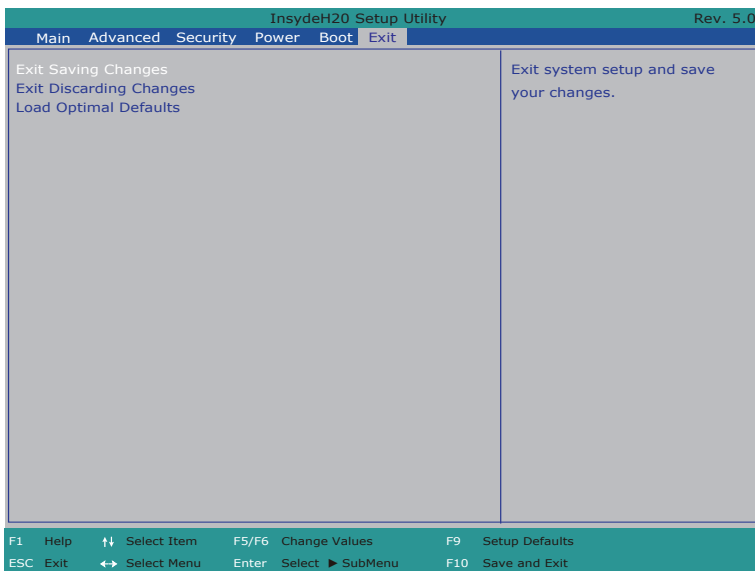 InsydeH20 Setup Utility Rev. 5.0
Main Advanced Security Power Boot Exit
Exit Saving Changes
Exit Discarding Changes
Load Optimal Defaults
Exit system setup and save
your changes.
F1 Help ↑↓ Select Item F5/F6 Change Values F9 Setup Defaults
ESC Exit ↔ Select Menu Enter Select ► SubMenu F10 Save and Exit